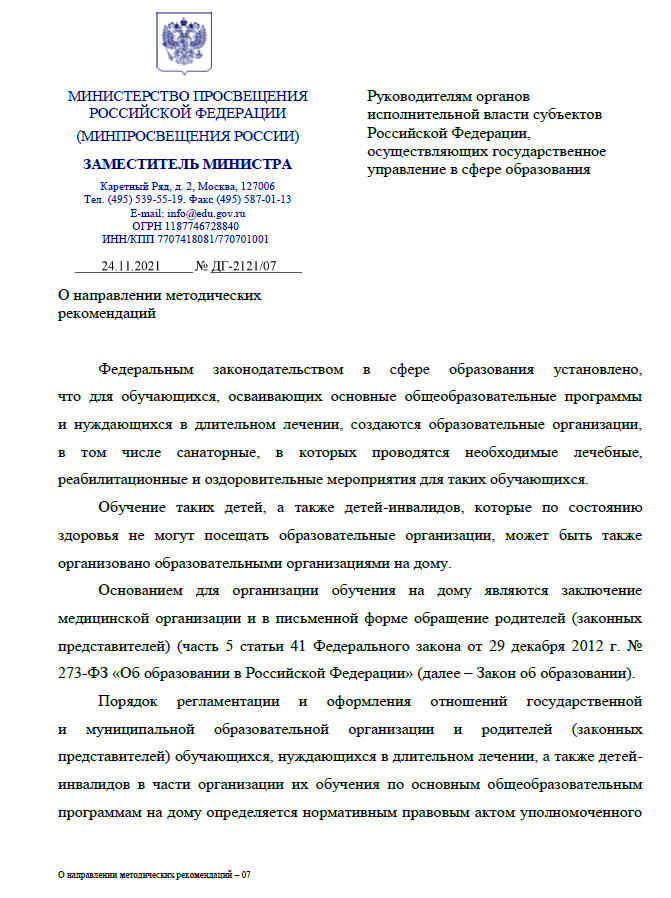 МИНИСТЕРСТВО ПРОСВЕЩЕНИЯ
РОССИЙСКОЙ ФЕДЕРАЦИИ
(МИНПРОСВЕЩЕНИЯ РОССИИ)
ЗАМЕСТИТЕЛЬ МИНИСТРА
Каретный Ряд, д. 2, Москва, 127006
Тел. (495) 539-55-19. Факс (495) 587-01-13
E-mail: info@edu.gov.ru
ОГРН 1187746728840
ИНН/КПП 7707418081/770701001
24.11.2021 № ДГ-2121/07
Руководителям органов
исполнительной власти субъектов
Российской Федерации,
осуществляющих государственное
управление в сфере образования
О направлении методических
рекомендаций
Федеральным законодательством в сфере образования установлено,
что для обучающихся, осваивающих основные общеобразовательные программы
и нуждающихся в длительном лечении, создаются образовательные организации,
в том числе санаторные, в которых проводятся необходимые лечебные,
реабилитационные и оздоровительные мероприятия для таких обучающихся.
Обучение таких детей, а также детей-инвалидов, которые по состоянию
здоровья не могут посещать образовательные организации, может быть также
организовано образовательными организациями на дому.
Основанием для организации обучения на дому являются заключение
медицинской организации и в письменной форме обращение родителей (законных
представителей) (часть 5 статьи 41 Федерального закона от 29 декабря 2012 г. №
273-ФЗ «Об образовании в Российской Федерации» (далее – Закон об образовании).
Порядок регламентации и оформления отношений государственной
и муниципальной образовательной организации и родителей (законных
представителей) обучающихся, нуждающихся в длительном лечении, а также детей-
инвалидов в части организации их обучения по основным общеобразовательным
программам на дому определяется нормативным правовым актом уполномоченного
О направлении методических рекомендаций – 07